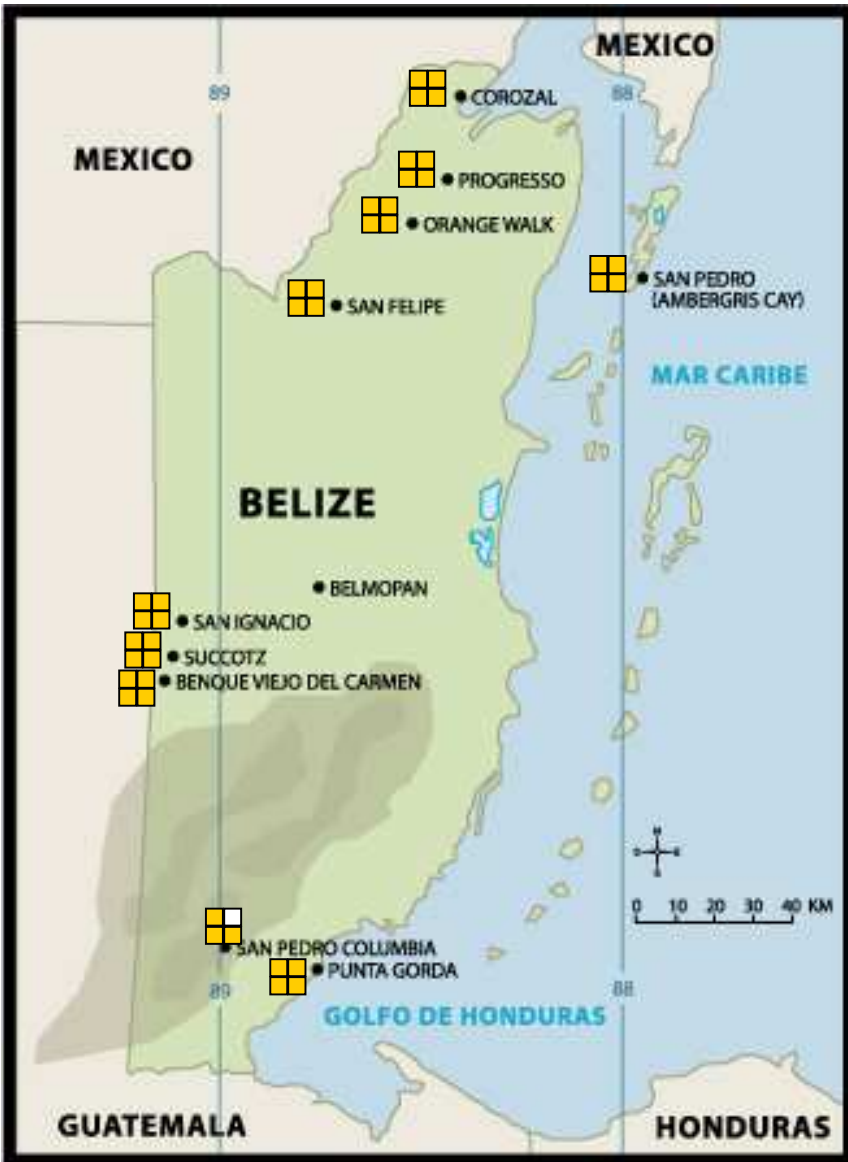 MEXICO
89
88
COROZAL
MEXICO
PROGRESSO
ORANGE WALK
SAN PEDRO
(AMBERGRIS CAY)
SAN FELIPE
MAR CARIBE
BELIZE
BELMOPAN
SAN IGNACIO
SUCCOTZ
BENQUE VIEJO DEL CARMEN
0 10 20 30 40 KM
SAN PEDRO COLUMBIA
PUNTA GORDA
89
88
GOLFO DE HONDURAS
GUATEMALA
HONDURAS